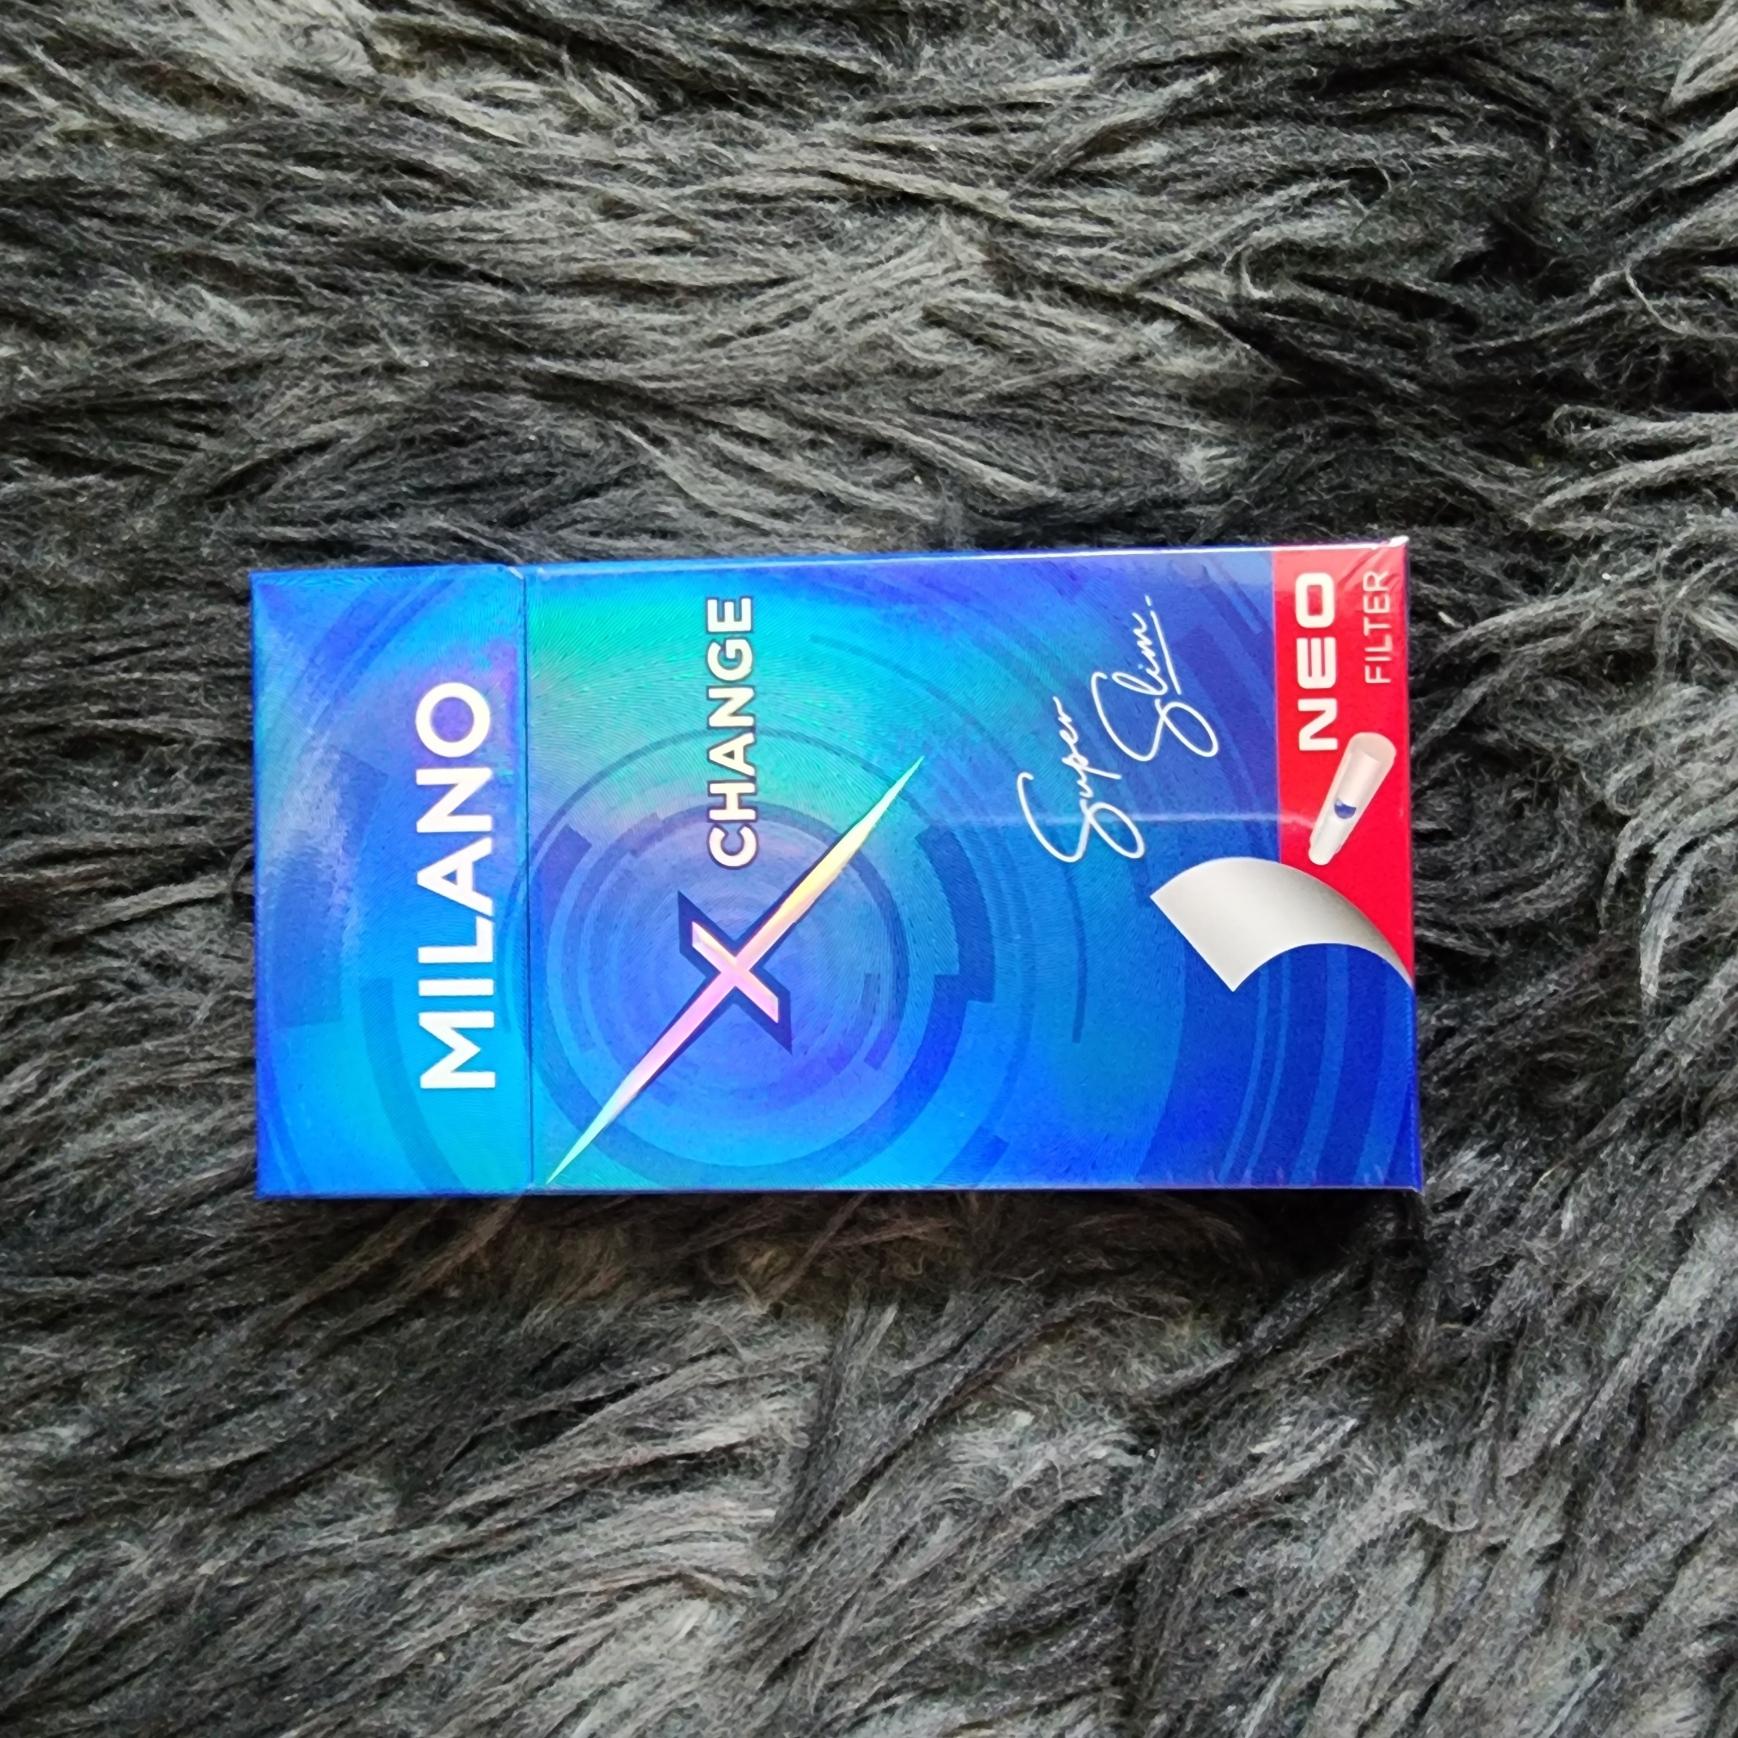 MILANO
X CHANGE
Super
Slim
NEO
FILTER